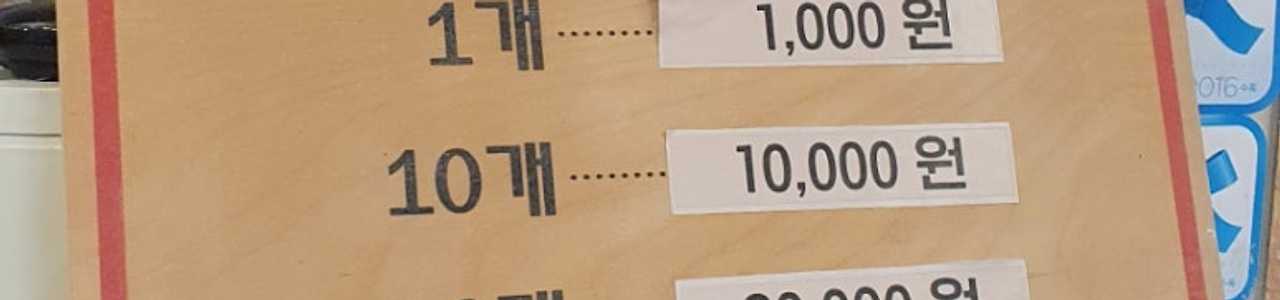 1개 ........ 1,000 원
10개 ........ 10,000 원